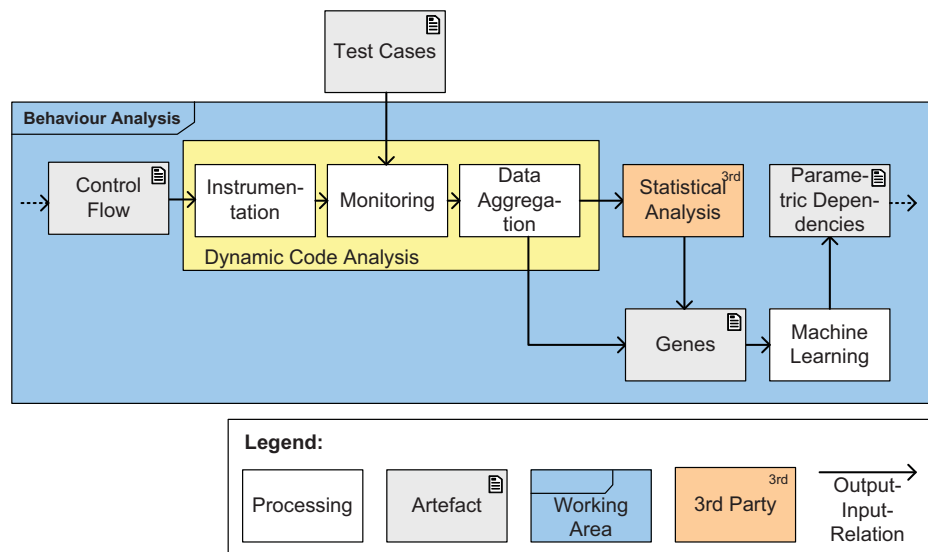 Test Cases
Behaviour Analysis
Control
Flow
Instrumen-
tation
Monitoring
Data
Aggrega-
tion
Dynamic Code Analysis
3rd
Statistical
Analysis
Parame-
tric Depen-
dencies
Genes
Machine
Learning
Legend:
Processing
Artefact
Working
Area
3rd
3rd Party
Output-
Input-
Relation